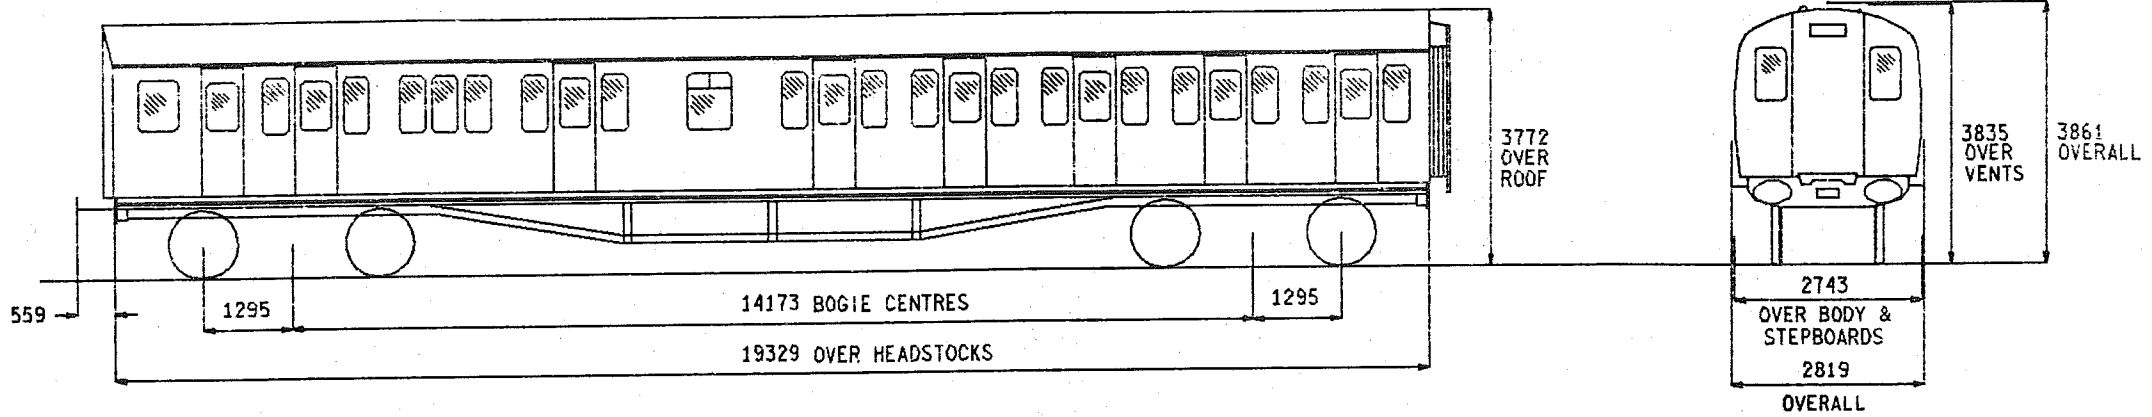 3772
OVER
ROOF
3835
OVER
VENTS
3861
OVERALL
559
1295
14173 BOGIE CENTRES
1295
19329 OVER HEADSTOCKS
2743
OVER BODY &
STEPBOARDS
2819
OVERALL